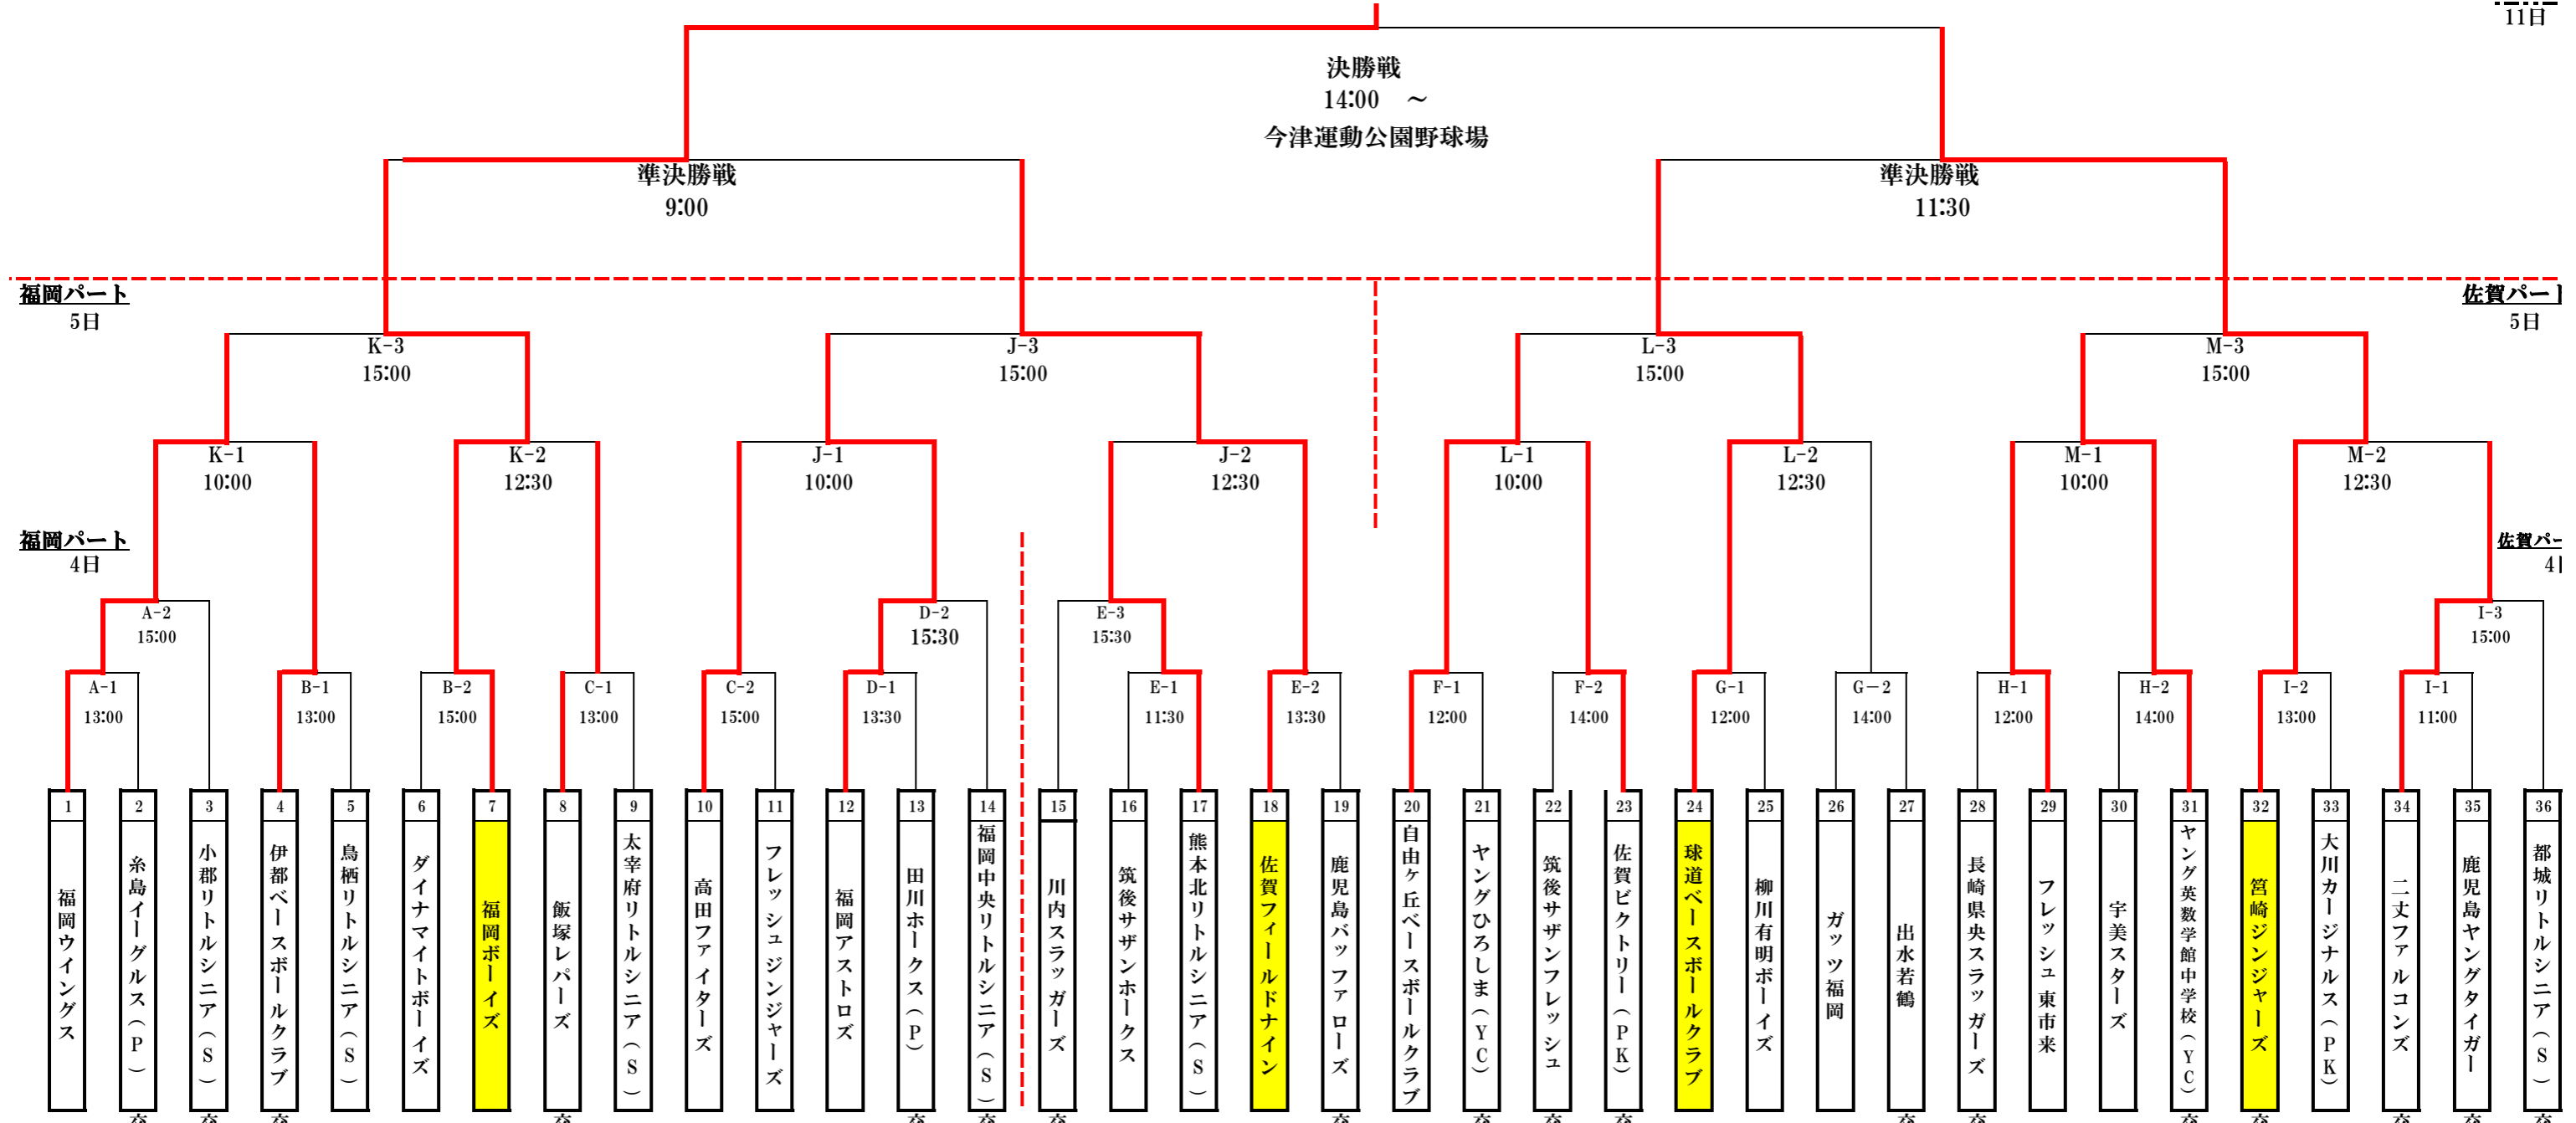 11日
決勝戦
14:00 ～
今津運動公園野球場
準決勝戦
9:00
準決勝戦
11:30
福岡パート
5日
佐賀パート
5日
K-3
15:00
J-3
15:00
L-3
15:00
M-3
15:00
K-1
10:00
K-2
12:30
J-1
10:00
J-2
12:30
L-1
10:00
L-2
12:30
M-1
10:00
M-2
12:30
福岡パート
4日
佐賀パー
4
A-2
15:00
D-2
15:30
E-3
15:30
I-3
15:00
A-1
13:00
B-1
13:00
B-2
15:00
C-1
13:00
C-2
15:00
D-1
13:30
E-1
11:30
E-2
13:30
F-1
12:00
F-2
14:00
G-1
12:00
G－2
14:00
H-1
12:00
H-2
14:00
I-2
13:00
I-1
11:00
1
福岡ウイングス
2
糸島イーグルス（P）
3
小郡リトルシニア（S）
4
伊都ベースボールクラブ
5
鳥栖リトルシニア（S）
6
ダイナマイトボーイズ
7
福岡ボーイズ
8
飯塚レパーズ
9
太宰府リトルシニア（S）
10
高田ファイターズ
11
フレッシュジンジャーズ
12
福岡アストロズ
13
田川ホークス（P）
14
福岡中央リトルシニア（S）
15
川内スラッガーズ
16
筑後サザンホークス
17
熊本北リトルシニア（S）
18
佐賀フィールドナイン
19
鹿児島バッファローズ
20
自由ヶ丘ベースボールクラブ
21
ヤングひろしま（YC）
22
筑後サザンフレッシュ
23
佐賀ビクトリー（PK）
24
球道ベースボールクラブ
25
柳川有明ボーイズ
26
ガッツ福岡
27
出水若鶴
28
長崎県央スラッガーズ
29
フレッシュ東市来
30
宇美スターズ
31
ヤング英数学館中学校（YC）
32
筥崎ジンジャーズ
33
大川カージナルス（PK）
34
二丈ファルコンズ
35
鹿児島ヤングタイガー
36
都城リトルシニア（S）